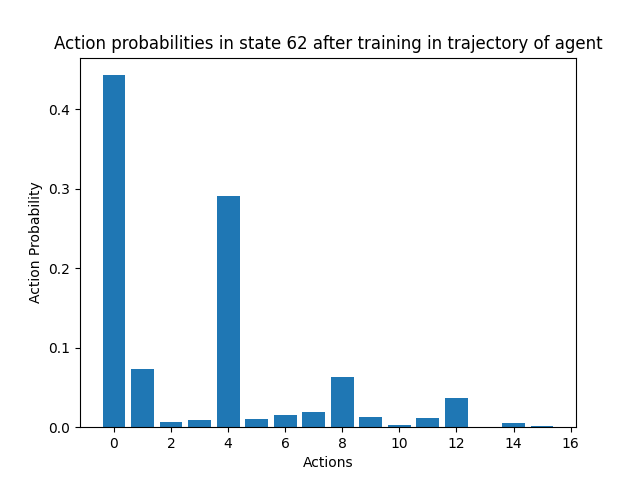 Action probabilities in state 62 after training in trajectory of agent
0.4
0.3
0.2
0.1
0.0
Action Probability
0 2 4 6 8 10 12 14 16
Actions